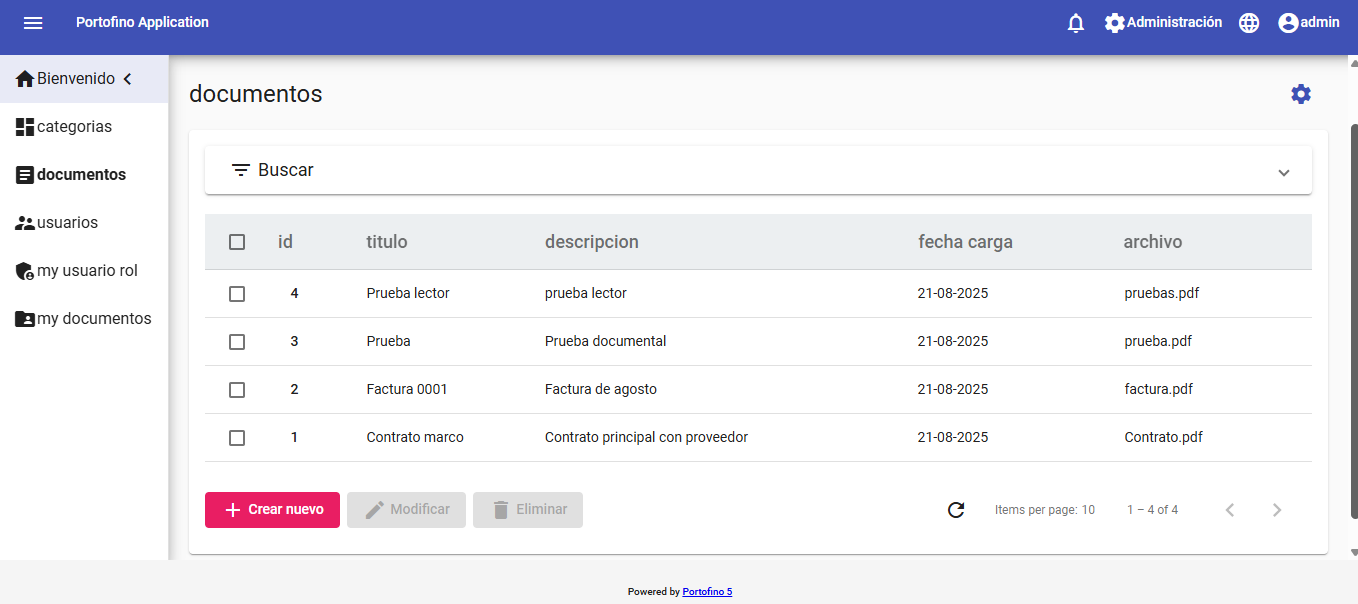 Portofino Application
Administración
admin
Bienvenido
categorias
documentos
usuarios
my usuario rol
my documentos
documentos
Buscar
id titulo descripcion fecha carga archivo
4 Prueba lector prueba lector 21-08-2025 pruebas.pdf
3 Prueba Prueba documental 21-08-2025 prueba.pdf
2 Factura 0001 Factura de agosto 21-08-2025 factura.pdf
1 Contrato marco Contrato principal con proveedor 21-08-2025 Contrato.pdf
Crear nuevo Modificar Eliminar Items per page: 10 1 – 4 of 4
Powered by Portofino 5